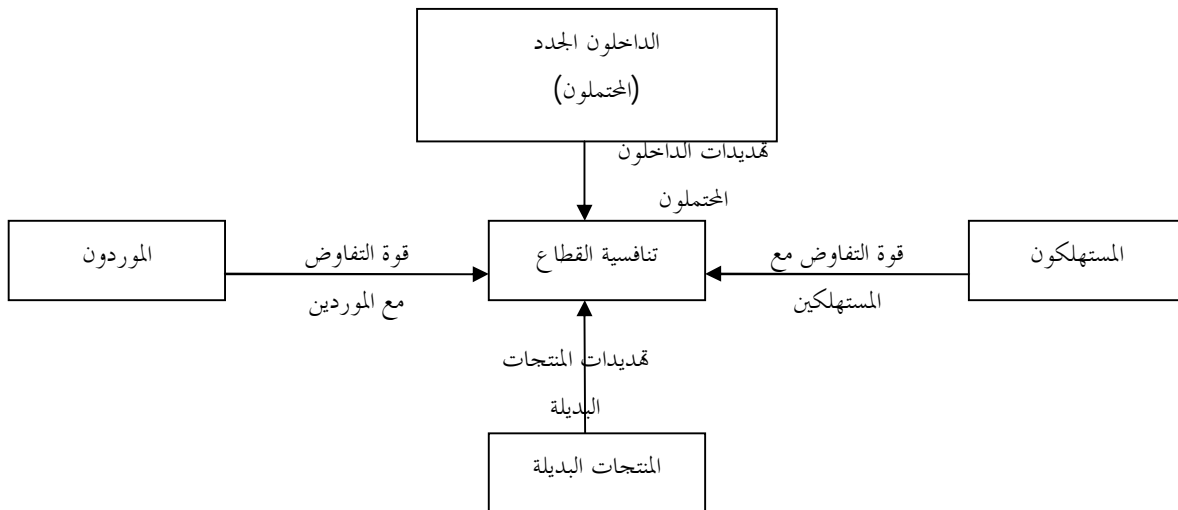 الداخلون الجدد
(المحتملون)
تهديدات الداخلون
المحتملون
الموردون
قوة التفاوض
مع الموردين
تنافسية القطاع
قوة التفاوض مع
المستهلكين
المستهلكون
تهديدات المنتجات
البديلة
المنتجات البديلة